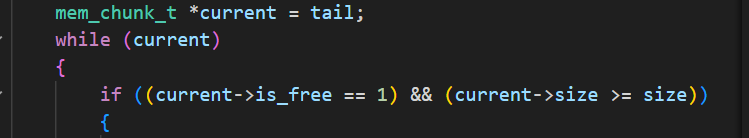 mem_chunk_t *current = tail;
while (current)
{
if ((current->is_free == 1) && (current->size >= size))
{